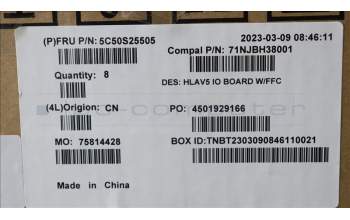 2023-03-09 08:46:11
(P)FRU P/N: 5C50S25505
Compal P/N: 71NJBH38001
Quantity: 8
DES: HLAV5 IO BOARD W/FFC
(4L)Origion: CN
PO: 4501929166
MO: 75814428
BOX ID:TNBT2303090846110021
Made in China